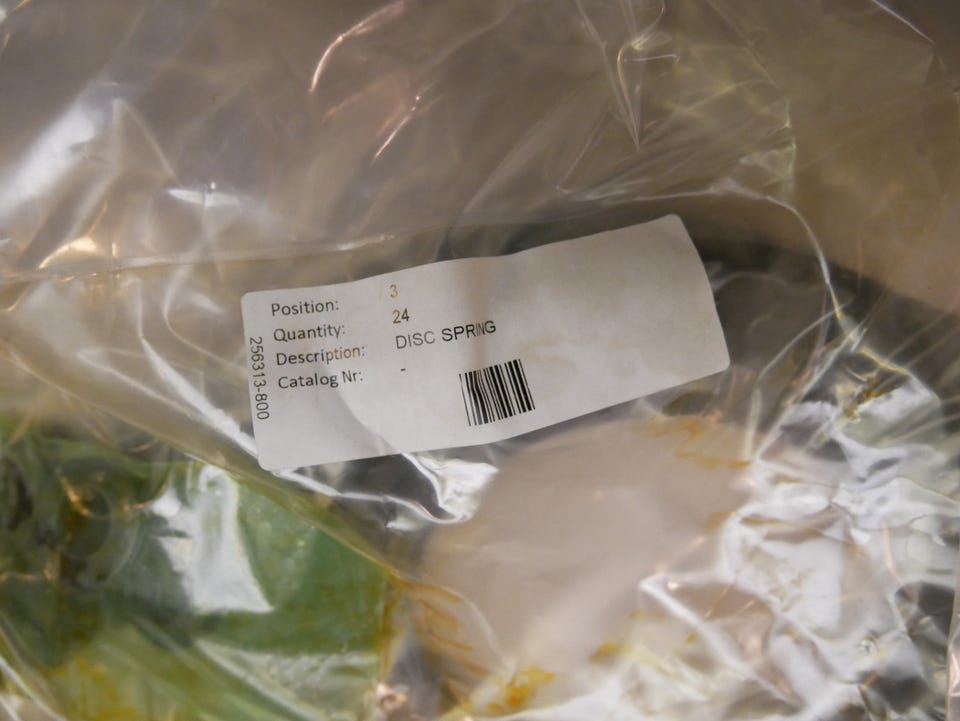 Position: 3
Quantity: 24
Description: DISC SPRING
Catalog Nr: -
256313-800